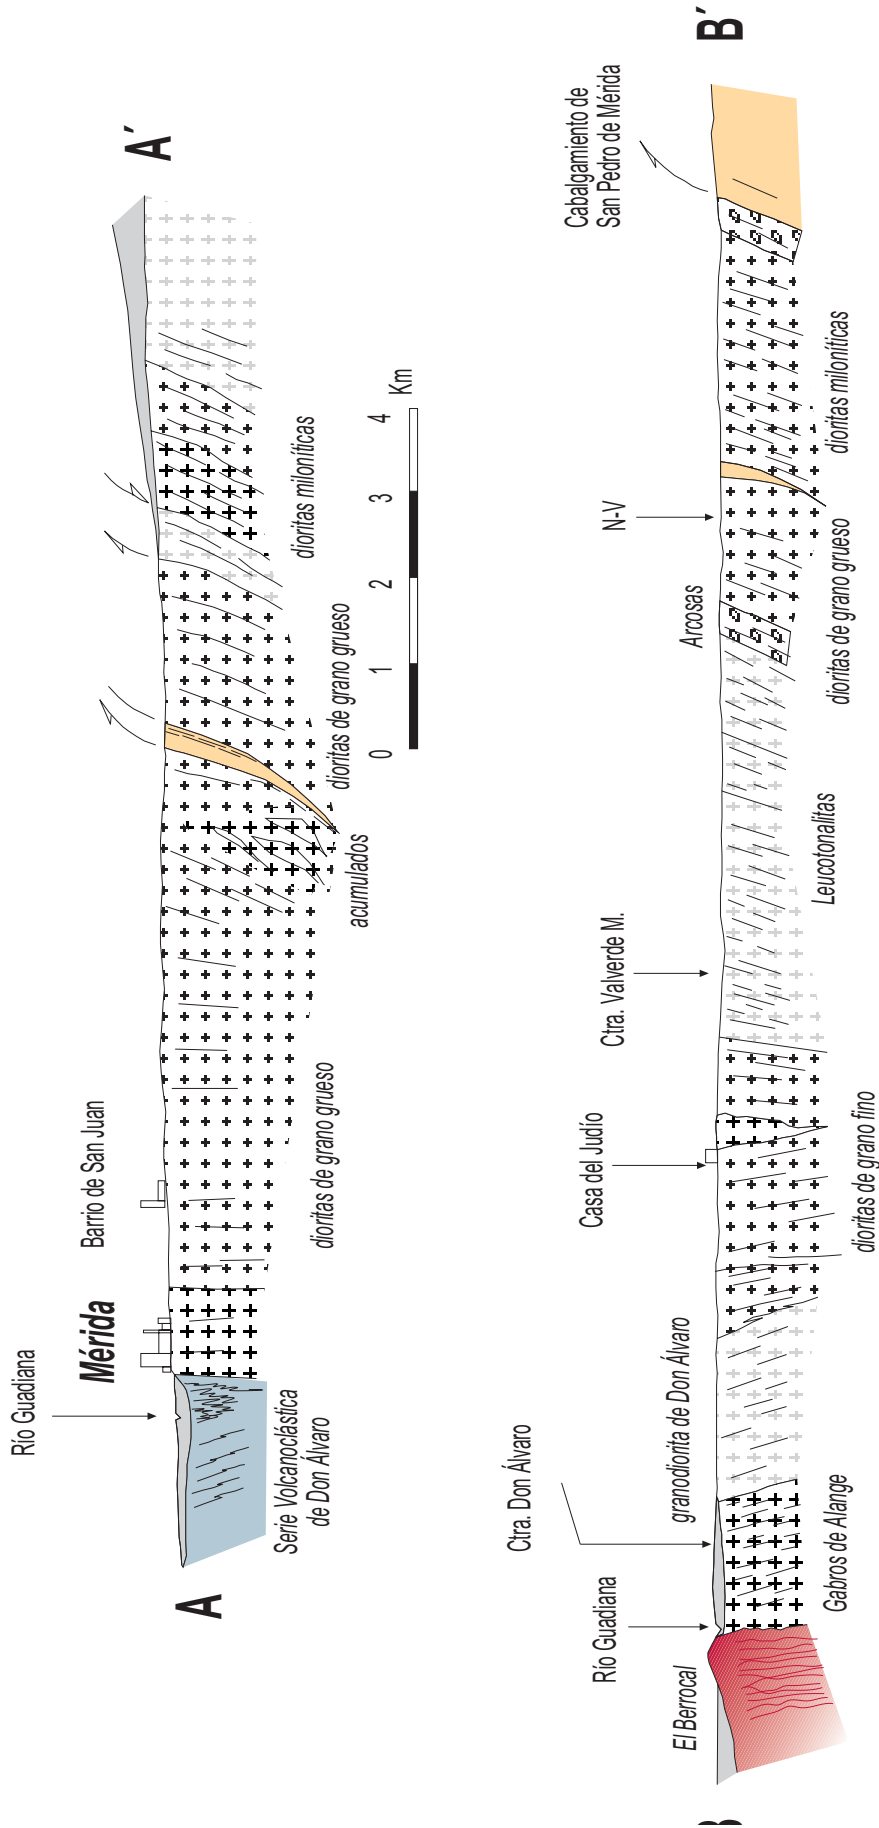 A
A´
Río Guadiana
Mérida
Barrio de San Juan
Serie Volcanoclástica
de Don Álvaro
dioritas de grano grueso
acumulados
dioritas de grano grueso
dioritas miloníticas
0 1 2 3 4
Km
B
B´
El Berrocal
Río Guadiana
Ctra. Don Álvaro
Casa del Judío
Ctra. Valverde M.
Arcosas
N-V
Cabalgamiento de
San Pedro de Mérida
Gabros de Alange
granodiorita de Don Álvaro
dioritas de grano fino
Leucotonalitas
dioritas de grano grueso
dioritas miloníticas